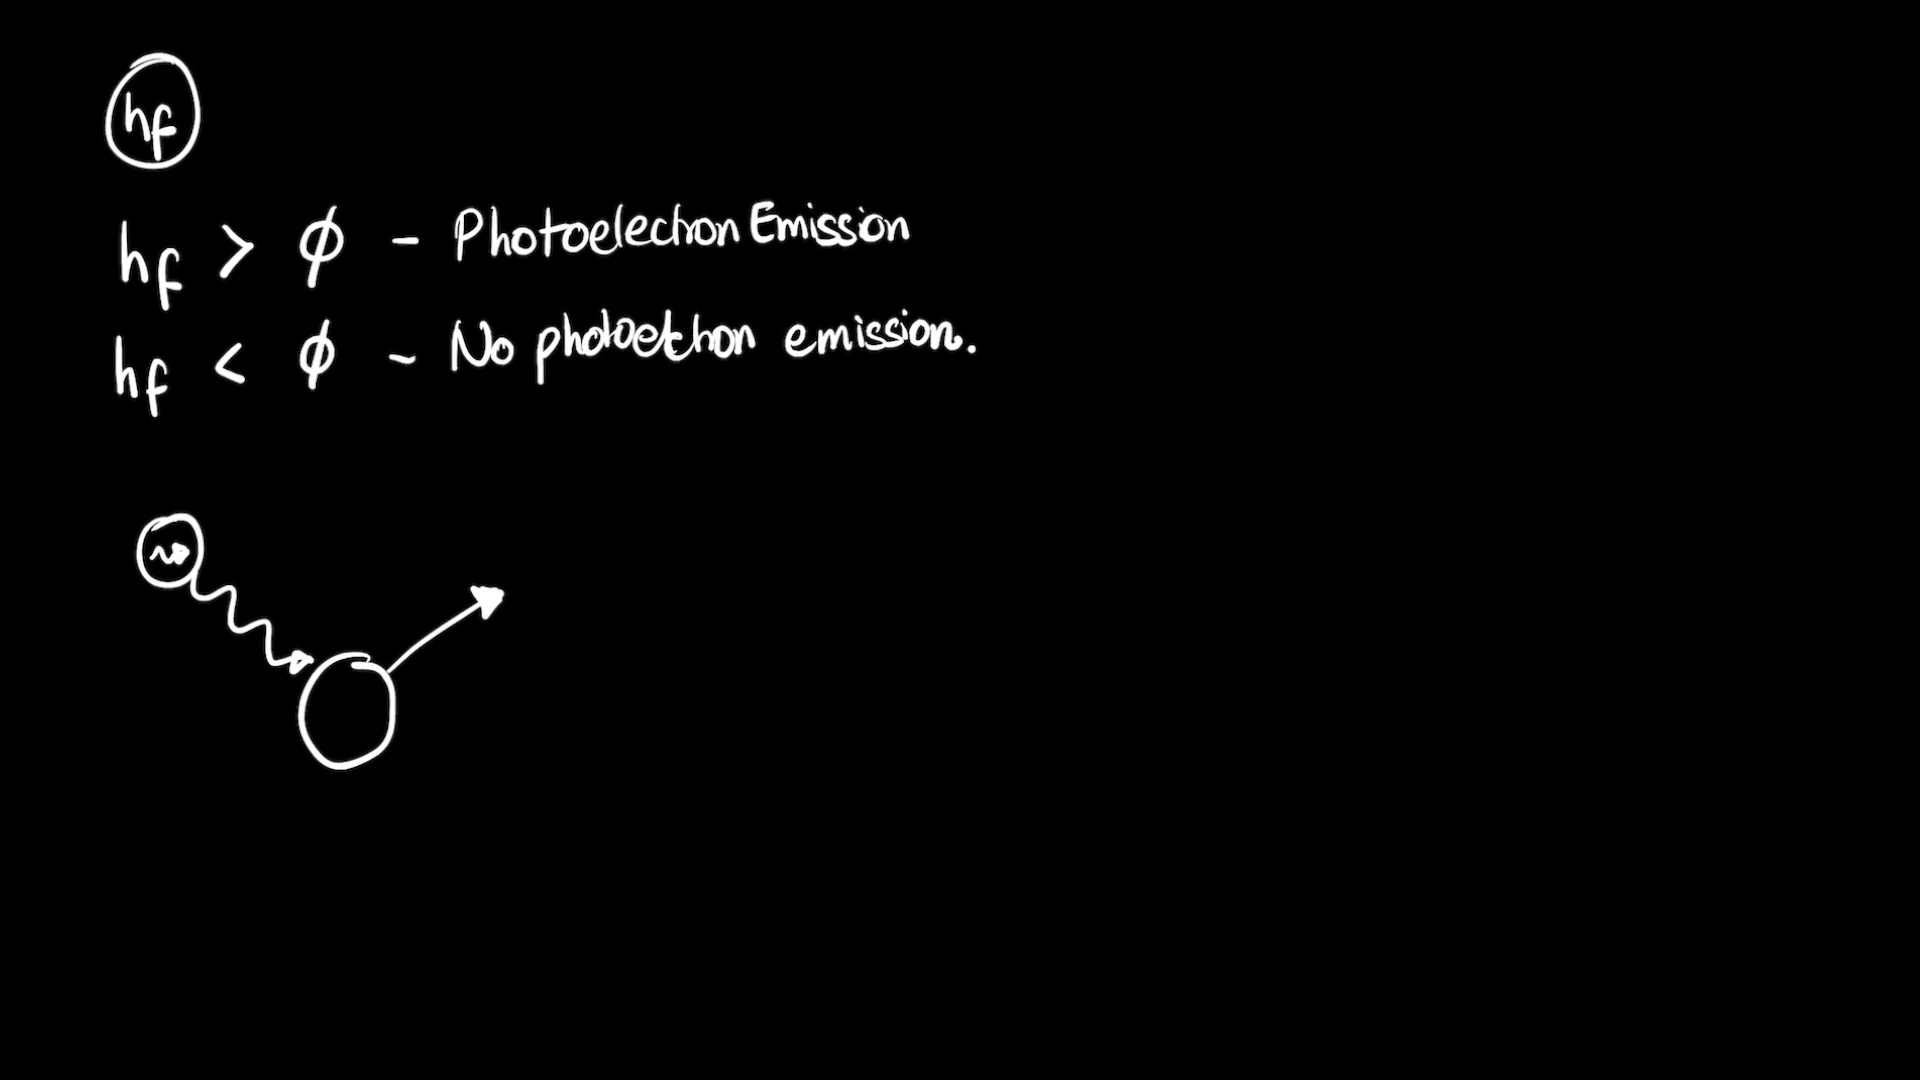 hf
hf > ϕ - Photoelectron Emission
hf < ϕ - No photoelectron emission.